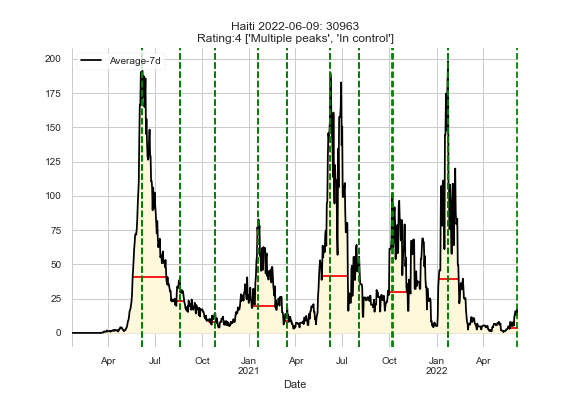 Haiti 2022-06-09: 30963
Rating:4 ['Multiple peaks', 'In control']
Average-7d
200
175
150
125
100
75
50
25
0
Apr
Jul
Oct
Jan
2021
Apr
Jul
Oct
Jan
2022
Apr
Date